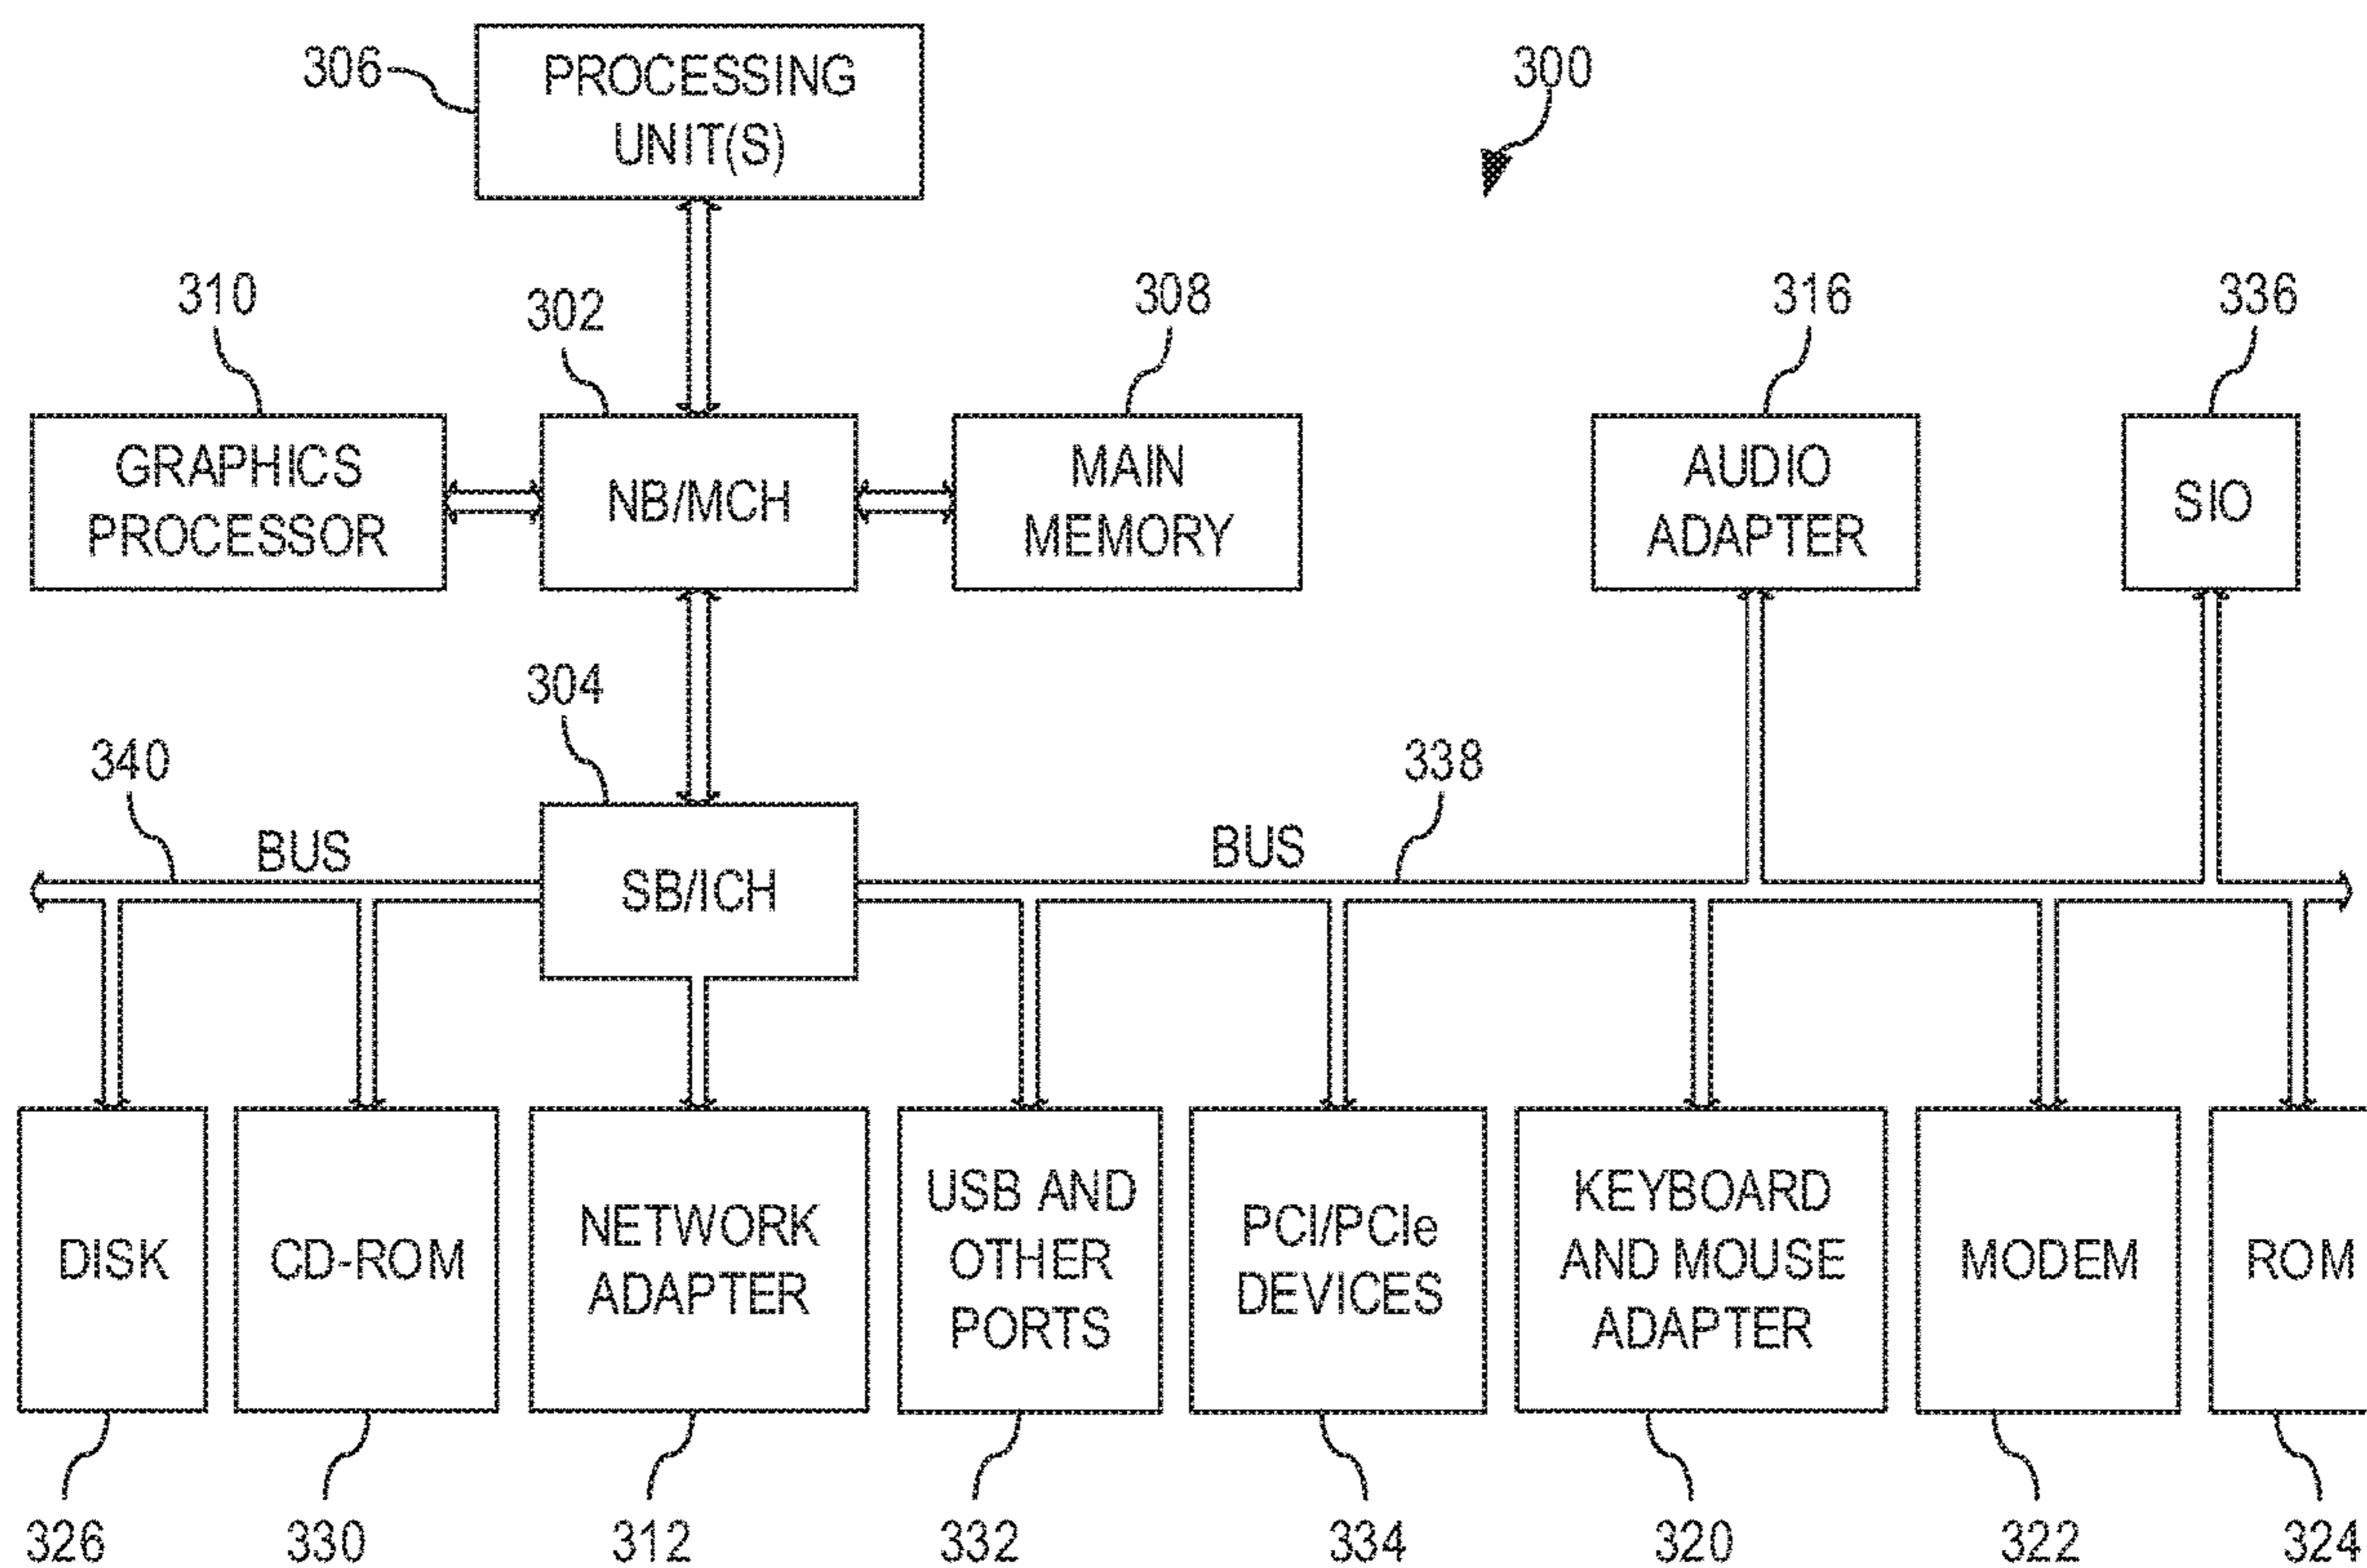 306
PROCESSING
UNIT(S)
300
310
302
308
316
336
GRAPHICS
PROCESSOR
NB/MCH
MAIN
MEMORY
AUDIO
ADAPTER
SIO
304
340
338
BUS
BUS
SB/ICH
DISK
CD-ROM
NETWORK
ADAPTER
USB AND
OTHER
PORTS
PCI/PCIe
DEVICES
KEYBOARD
AND MOUSE
ADAPTER
MODEM
ROM
326
330
312
332
334
320
322
324